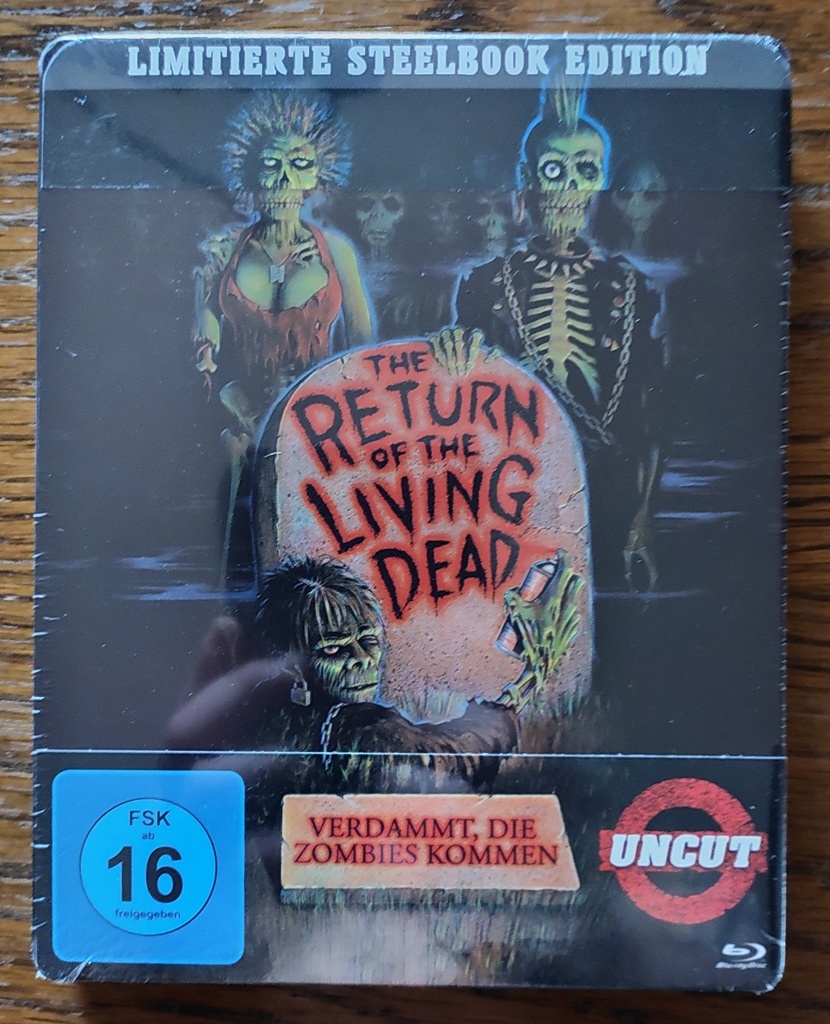 LIMITIERTE STEELBOOK EDITION
THE
RETURN
OF THE
LIVING
DEAD
FSK
ab
16
freigegeben
VERDAMMT, DIE
ZOMBIES KOMMEN
UNCUT
Blu-ray Disc